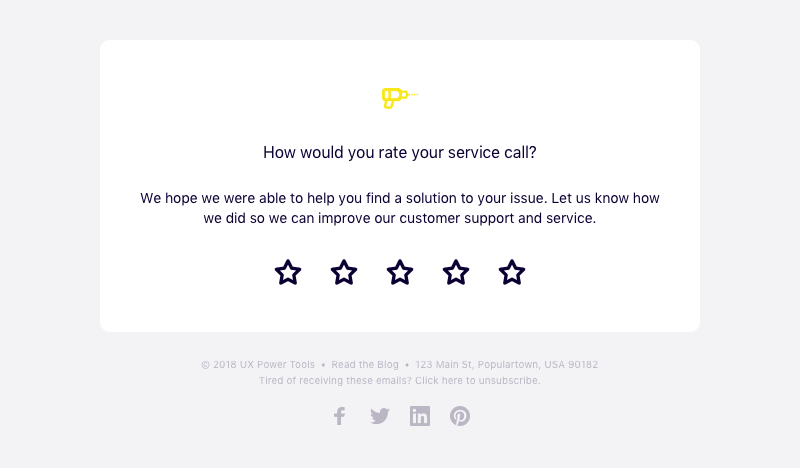 How would you rate your service call?
We hope we were able to help you find a solution to your issue. Let us know how
we did so we can improve our customer support and service.
© 2018 UX Power Tools • Read the Blog • 123 Main St, Populartown, USA 90182
Tired of receiving these emails? Click here to unsubscribe.